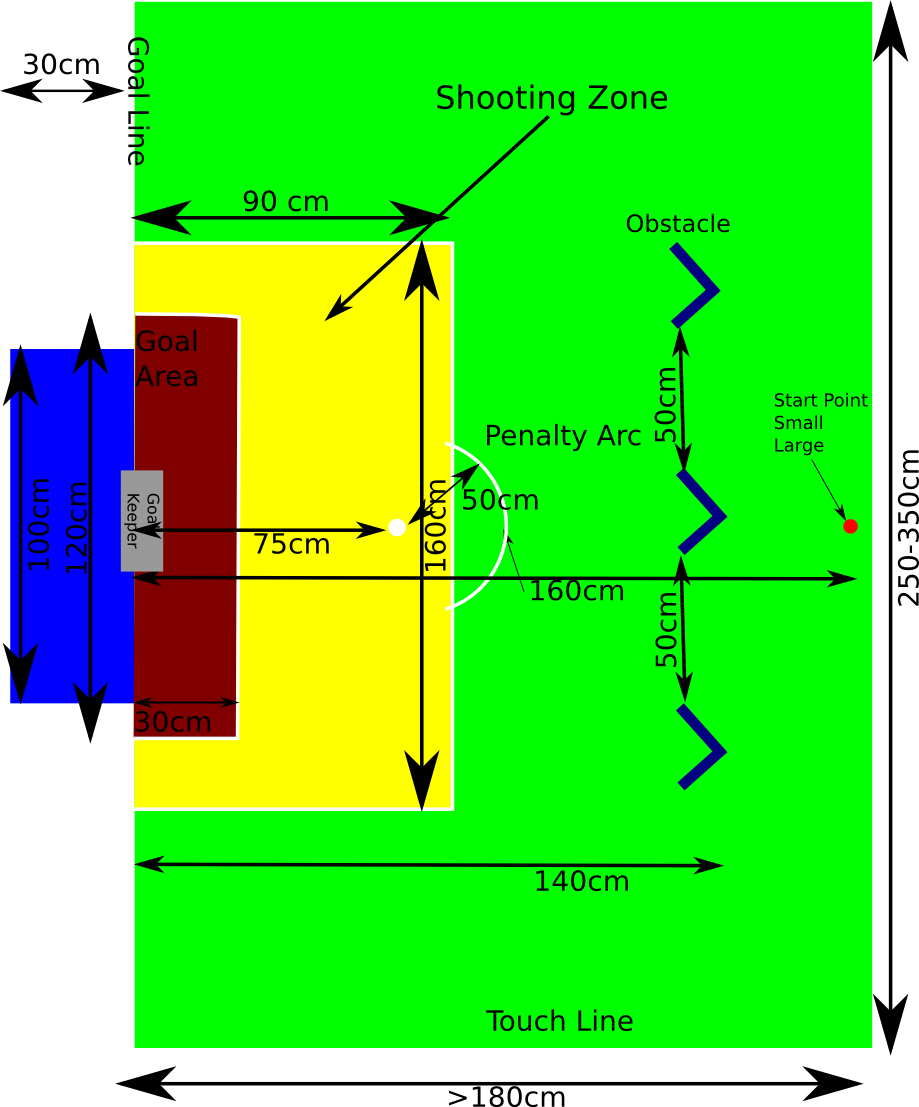 30cm
Goal Line
Shooting Zone
90 cm
Obstacle
Goal
Area
50cm
Start Point
Small
Large
Penalty Arc
100cm
120cm
Goal
Keeper
75cm
160cm
50cm
160cm
250-350cm
50cm
30cm
140cm
Touch Line
>180cm